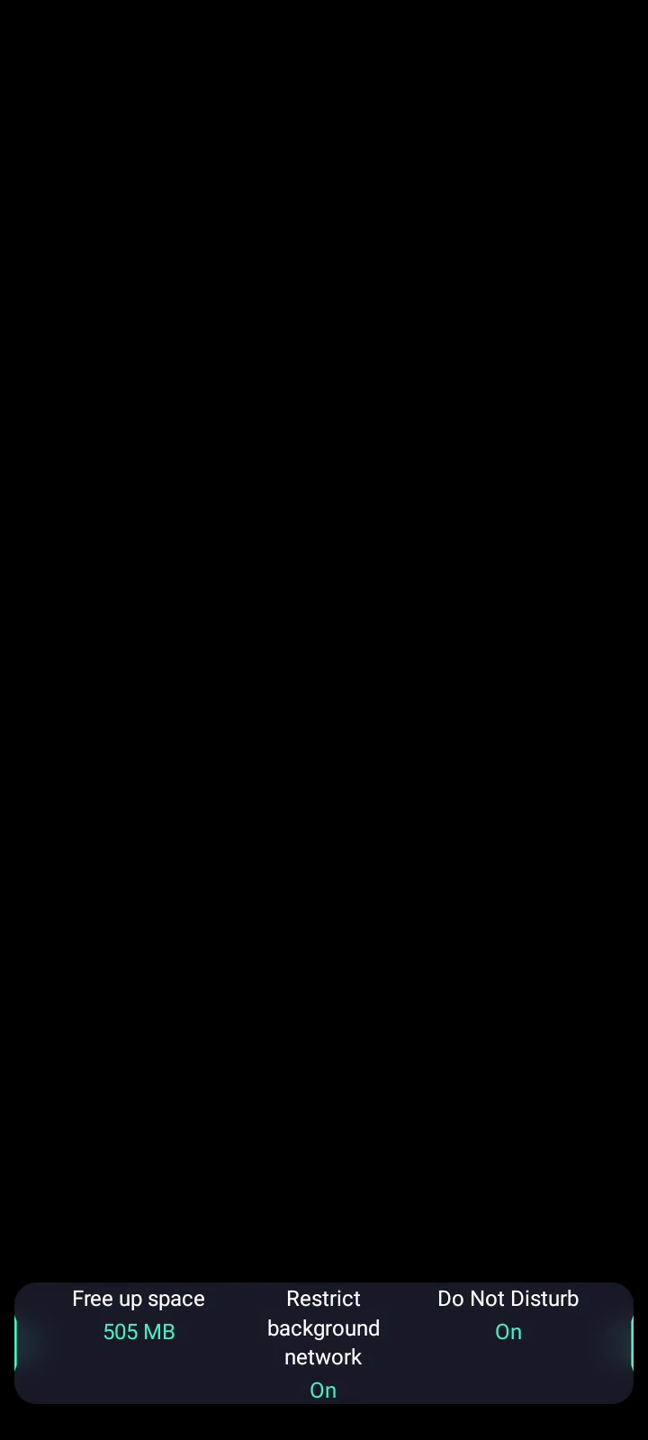 Free up space
505 MB
Restrict
background
network
On
Do Not Disturb
On